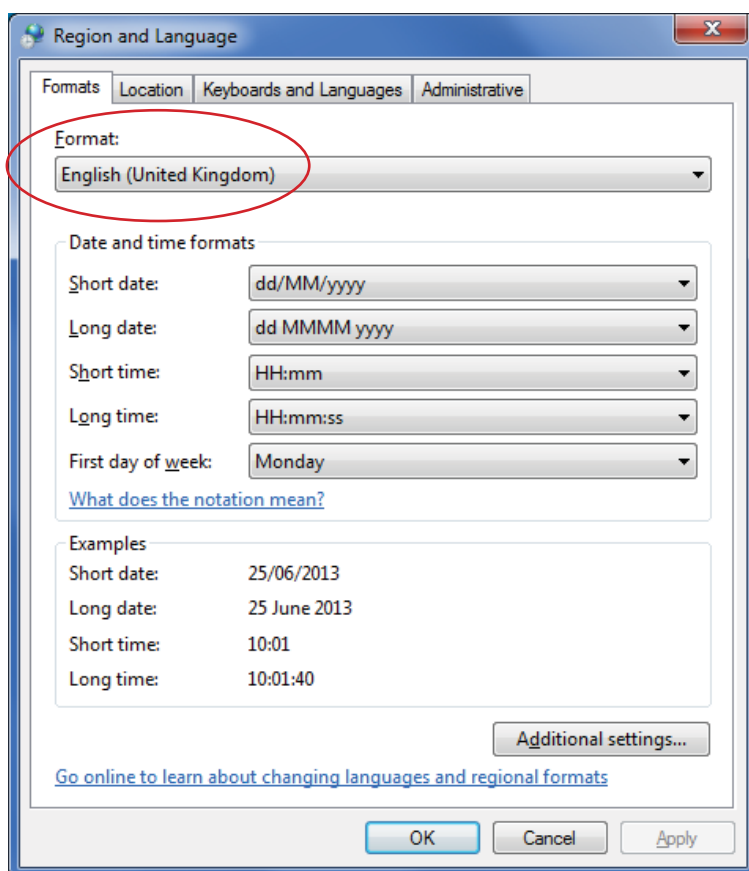 Region and Language
Formats Location Keyboards and Languages Administrative
Format:
English (United Kingdom)
Date and time formats
Short date: dd/MM/yyyy
Long date: dd MMMM yyyy
Short time: HH:mm
Long time: HH:mm:ss
First day of week: Monday
What does the notation mean?
Examples
Short date: 25/06/2013
Long date: 25 June 2013
Short time: 10:01
Long time: 10:01:40
Additional settings...
Go online to learn about changing languages and regional formats
OK Cancel Apply